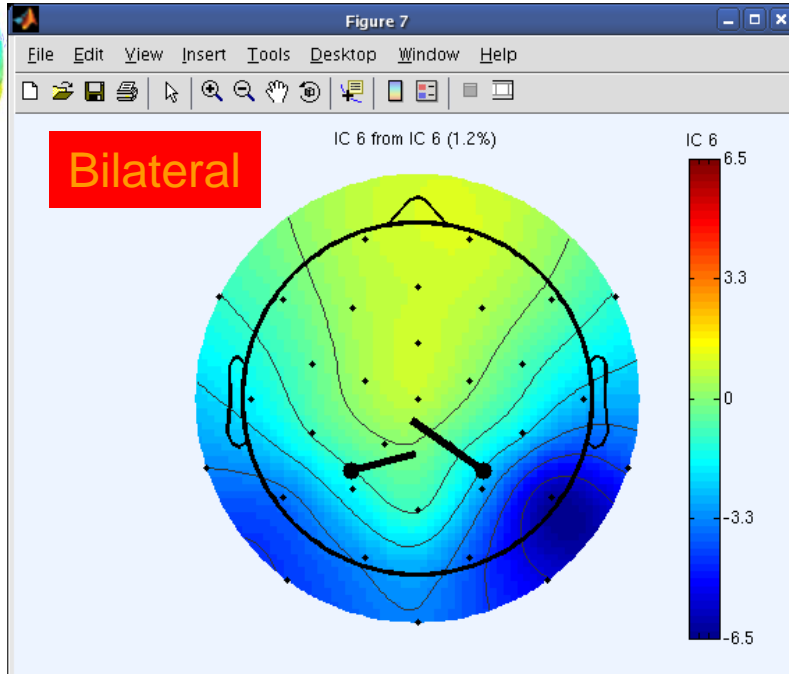 Figure 7
File Edit View Insert Tools Desktop Window Help
Bilateral
IC 6 from IC 6 (1.2%)
IC 6
6.5
3.3
0
-3.3
-6.5